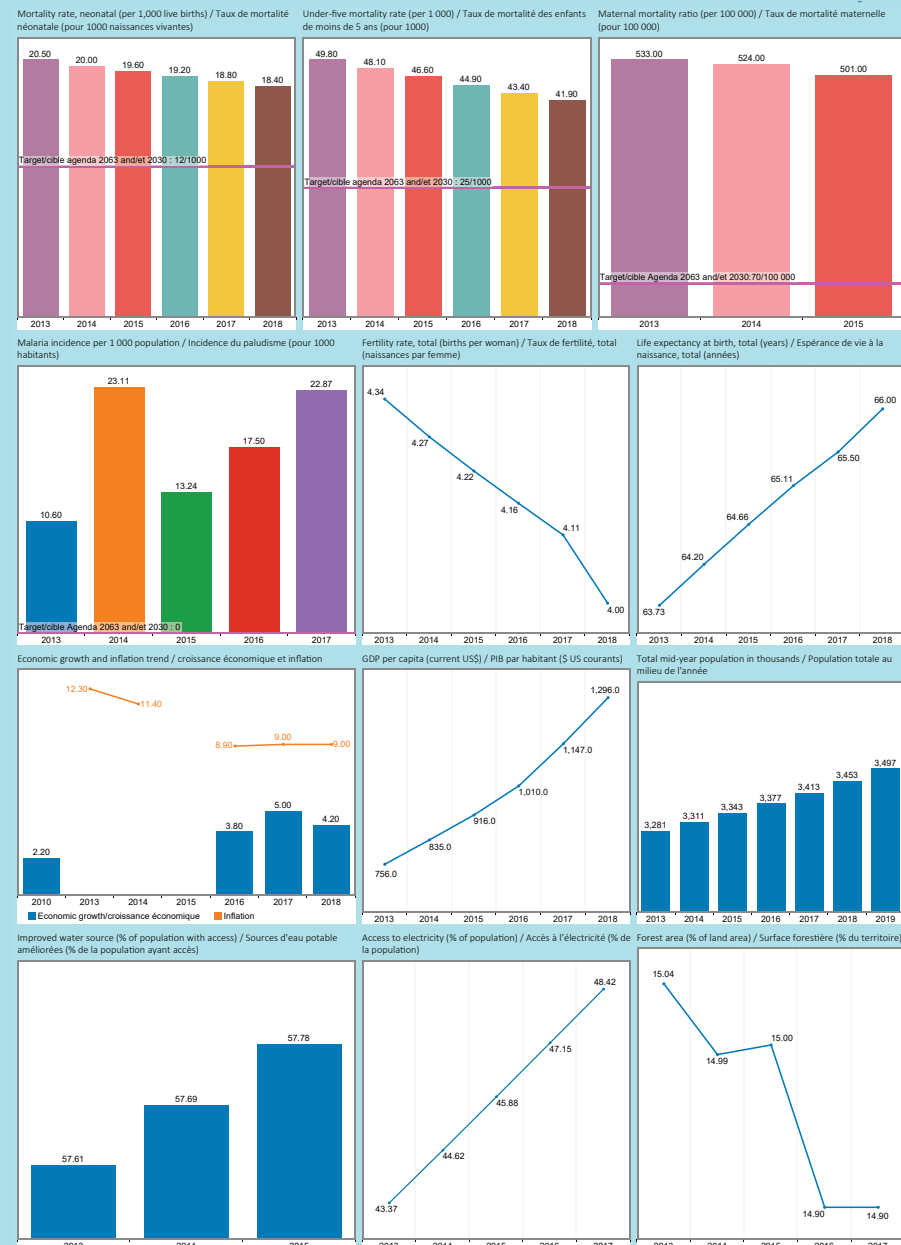 Mortality rate, neonatal (per 1,000 live births) / Taux de mortalité
néonatale (pour 1000 naissances vivantes)
20.50
20.00
19.60
19.20
18.80
18.40
Target/cible agenda 2063 and/et 2030 : 12/1000
2013 2014 2015 2016 2017 2018
Under-five mortality rate (per 1 000) / Taux de mortalité des enfants
de moins de 5 ans (pour 1000)
49.80
48.10
46.60
44.90
43.40
41.90
Target/cible agenda 2063 and/et 2030 : 25/1000
2013 2014 2015 2016 2017 2018
Maternal mortality ratio (per 100 000) / Taux de mortalité maternelle
(pour 100 000)
533.00
524.00
501.00
Target/cible Agenda 2063 and/et 2030:70/100 000
2013 2014 2015
Malaria incidence per 1 000 population / Incidence du paludisme (pour 1000
habitants)
10.60
23.11
13.24
17.50
22.87
Target/cible Agenda 2063 and/et 2030 : 0
2013 2014 2015 2016 2017
Fertility rate, total (births per woman) / Taux de fertilité, total
(naissances par femme)
4.34
4.27
4.22
4.16
4.11
4.00
2013 2014 2015 2016 2017 2018
Life expectancy at birth, total (years) / Espérance de vie à la
naissance, total (années)
63.73
64.20
64.66
65.11
65.50
66.00
2013 2014 2015 2016 2017 2018
Economic growth and inflation trend / croissance économique et inflation
12.30
11.40
8.90
9.00
9.00
2.20
3.80
5.00
4.20
2010 2013 2014 2015 2016 2017 2018
Economic growth/croissance économique Inflation
GDP per capita (current US$) / PIB par habitant ($ US courants)
756.0
835.0
916.0
1,010.0
1,147.0
1,296.0
2013 2014 2015 2016 2017 2018
Total mid-year population in thousands / Population totale au
milieu de l'année
3,281
3,311
3,343
3,377
3,413
3,453
3,497
2013 2014 2015 2016 2017 2018 2019
Improved water source (% of population with access) / Sources d'eau potable
améliorées (% de la population ayant accès)
57.61
57.69
57.78
2013 2014 2015
Access to electricity (% of population) / Accès à l'électricité (% de
la population)
43.37
44.62
45.88
47.15
48.42
2013 2014 2015 2016 2017
Forest area (% of land area) / Surface forestière (% du territoire)
15.04
14.99
15.00
14.90
14.90
2013 2014 2015 2016 2017